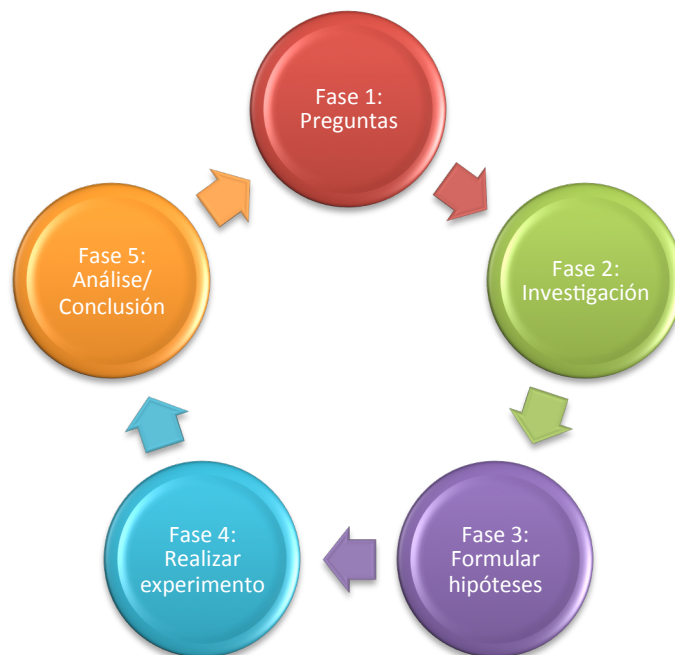 Fase 1:
Preguntas
Fase 2:
Investigación
Fase 3:
Formular
hipóteses
Fase 4:
Realizar
experimento
Fase 5:
Análise/
Conclusión